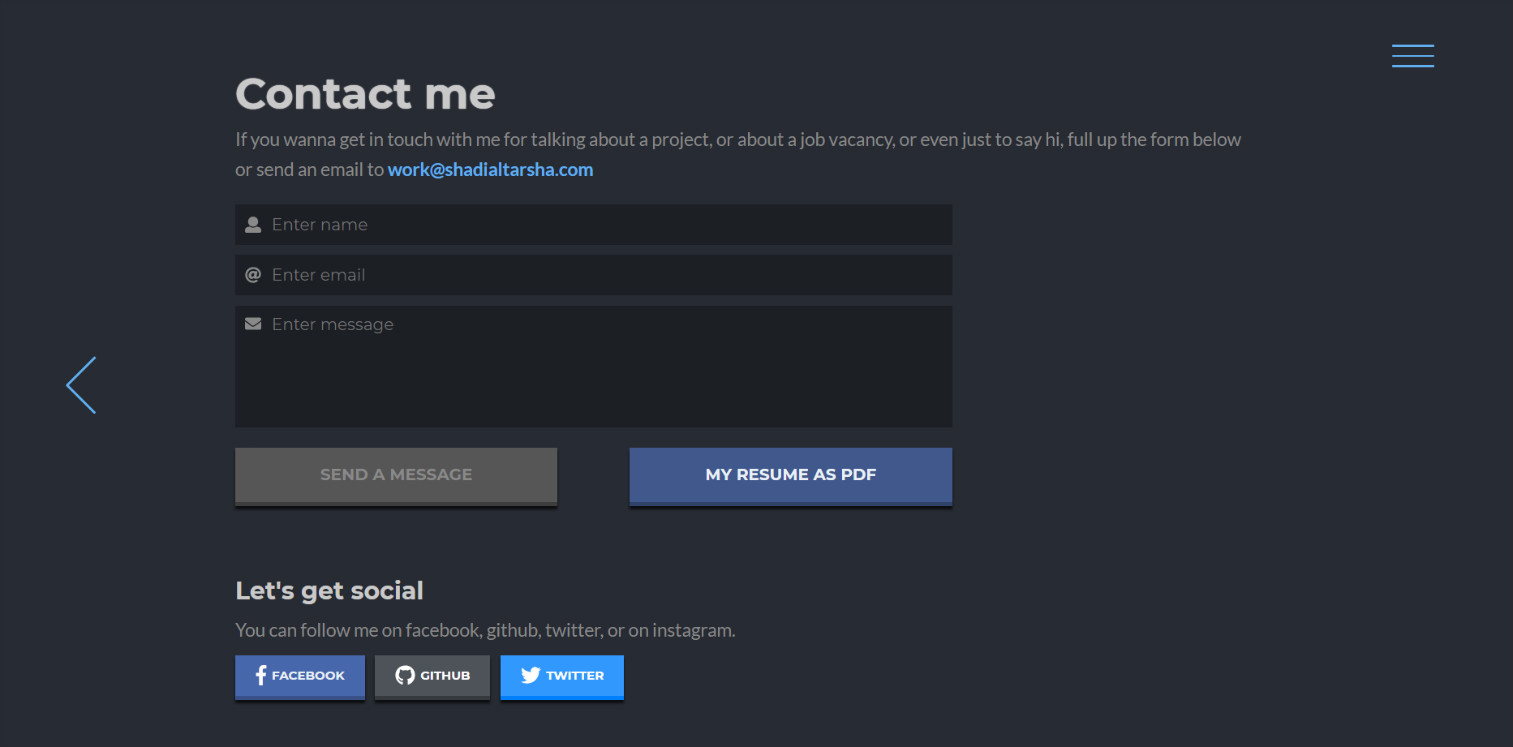 Contact me
If you wanna get in touch with me for talking about a project, or about a job vacancy, or even just to say hi, full up the form below
or send an email to work@shadialtarsha.com
Enter name
Enter email
Enter message
SEND A MESSAGE
MY RESUME AS PDF
Let's get social
You can follow me on facebook, github, twitter, or on instagram.
FACEBOOK GITHUB TWITTER